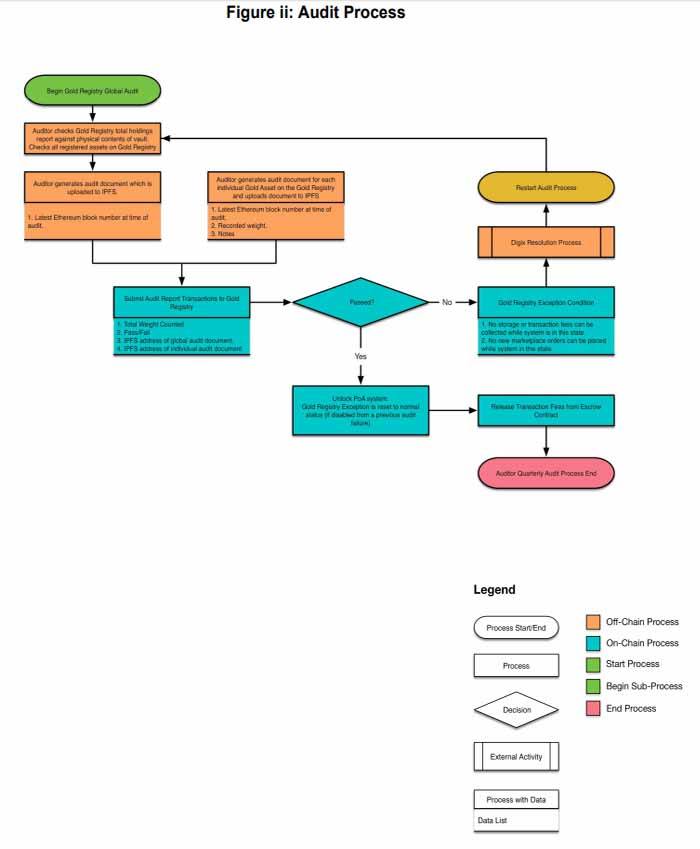 Figure ii: Audit Process
Begin Gold Registry Global Audit
Auditor checks Gold Registry total holdings
report against physical contents of vault.
Checks all registered assets on Gold Registry
Auditor generates audit document which is
uploaded to IPFS.
1. Latest Ethereum block number at time of
audit.
Auditor generates audit document for each
individual Gold Asset on the Gold Registry
and uploads document to IPFS
1. Latest Ethereum block number at time of
audit.
2. Recorded weight.
3. Notes
Restart Audit Process
Digix Resolution Process
Submit Audit Report Transactions to Gold
Registry
1. Total Weight Counted
2. Pass/Fail
3. IPFS address of global audit document.
4. IPFS address of individual audit document
Passed?
No
Gold Registry Exception Condition
1. No storage or transaction fees can be
collected while system is in this state
2. No new marketplace orders can be placed
while system in this state
Yes
Unlock PoA system.
Gold Registry Exception is reset to normal
status (if disabled from a previous audit
failure)
Release Transaction Fees from Escrow
Contract
Auditor Quarterly Audit Process End
Legend
Process Start/End
Process
Decision
External Activity
Process with Data
Data List
Off-Chain Process
On-Chain Process
Start Process
Begin Sub-Process
End Process